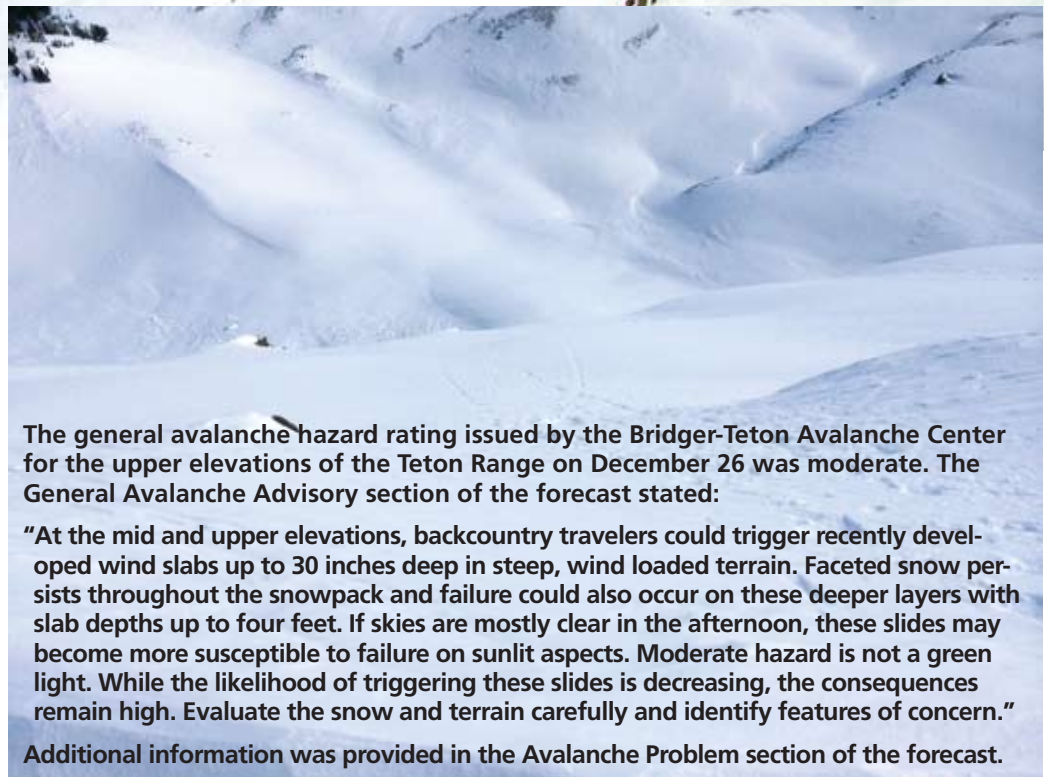 The general avalanche hazard rating issued by the Bridger-Teton Avalanche Center
for the upper elevations of the Teton Range on December 26 was moderate. The
General Avalanche Advisory section of the forecast stated:
"At the mid and upper elevations, backcountry travelers could trigger recently devel-
oped wind slabs up to 30 inches deep in steep, wind loaded terrain. Faceted snow per-
sists throughout the snowpack and failure could also occur on these deeper layers with
slab depths up to four feet. If skies are mostly clear in the afternoon, these slides may
become more susceptible to failure on sunlit aspects. Moderate hazard is not a green
light. While the likelihood of triggering these slides is decreasing, the consequences
remain high. Evaluate the snow and terrain carefully and identify features of concern."
Additional information was provided in the Avalanche Problem section of the forecast.